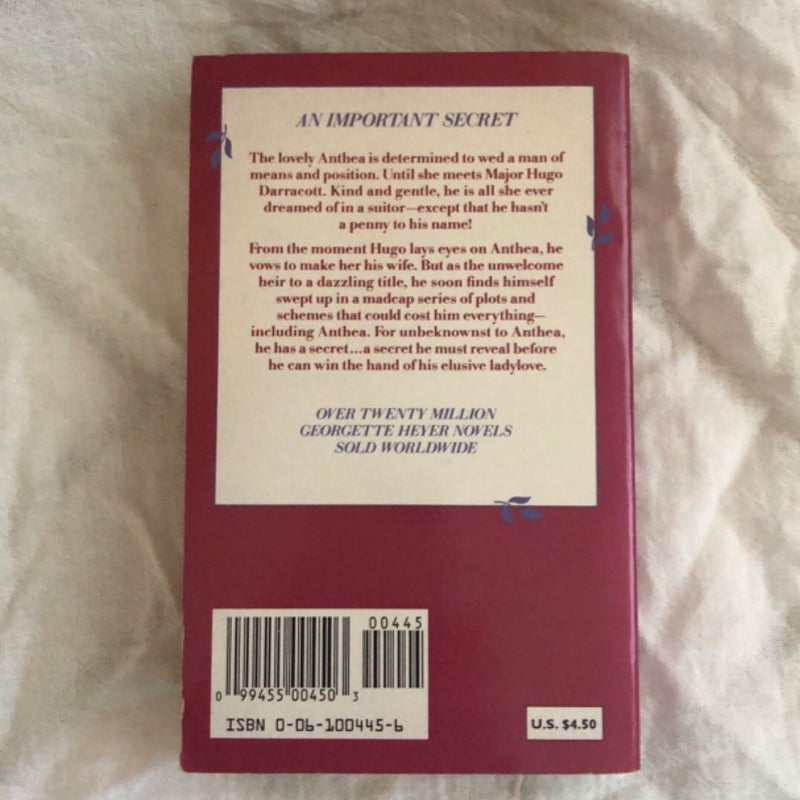 AN IMPORTANT SECRET
The lovely Anthea is determined to wed a man of
means and position. Until she meets Major Hugo
Darracott. Kind and gentle, he is all she ever
dreamed of in a suitor—except that he hasn't
a penny to his name!
From the moment Hugo lays eyes on Anthea, he
vows to make her his wife. But as the unwelcome
heir to a dazzling title, he soon finds himself
swept up in a madcap series of plots and
schemes that could cost him everything—
including Anthea. For unbeknownst to Anthea,
he has a secret...a secret he must reveal before
he can win the hand of his elusive ladylove.
OVER TWENTY MILLION
GEORGETTE HEYER NOVELS
SOLD WORLDWIDE
00445
0 99455 00450 3
ISBN 0-06-100445-6
U.S. $4.50